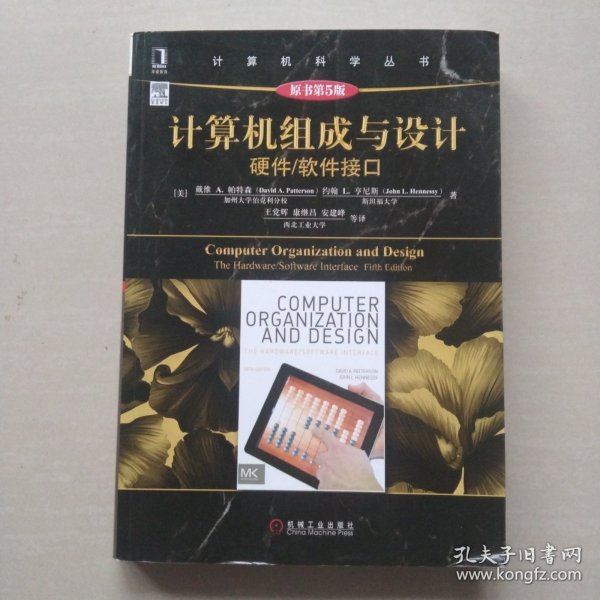 计算机科学丛书
原书第5版
计算机组成与设计
硬件/软件接口
[美] 戴维 A. 帕特森 (David A. Patterson) 约翰 L. 亨尼斯 (John L. Hennessy) 著
加州大学伯克利分校 斯坦福大学
王党辉 康继昌 安建峰 等译
西北工业大学
Computer Organization and Design
The Hardware/Software Interface Fifth Edition
COMPUTER
ORGANIZATION
AND DESIGN
THE HARDWARE/SOFTWARE INTERFACE
DAVID A. PATTERSON
JOHN L. HENNESSY
MK
机械工业出版社
China Machine Press
孔夫子旧书网
www.kongfz.com